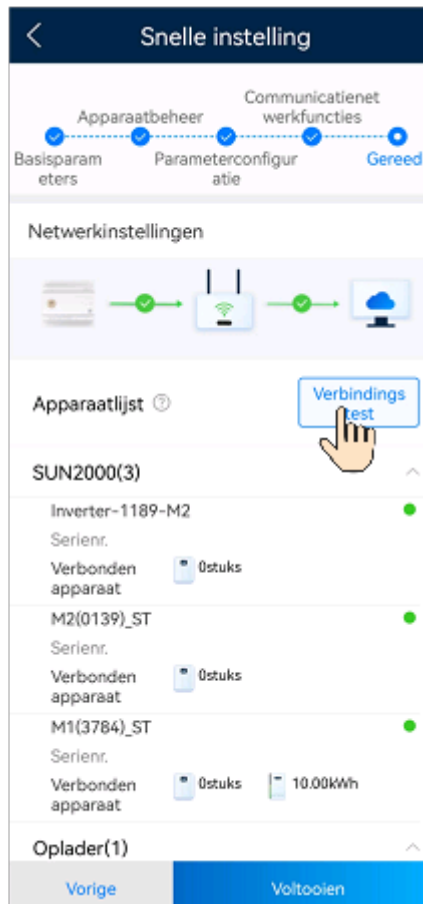 Snelle instelling
Communicatienet
Apparaatbeheer werkfuncties
Basisparam Parameterconfigur Gereed
eters atie
Netwerkinstellingen
Apparaatlijst
Verbindings
test
SUN2000(3)
Inverter-1189-M2
Serienr.
Verbonden 0stuks
apparaat
M2(0139)_ST
Serienr.
Verbonden 0stuks
apparaat
M1(3784)_ST
Serienr.
Verbonden 0stuks 10.00kWh
apparaat
Oplader(1)
Vorige Voltooien